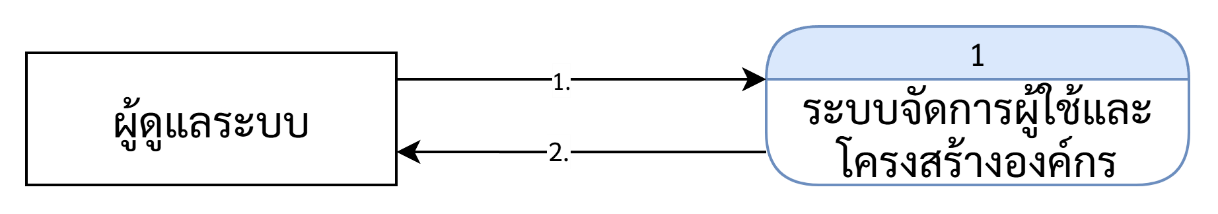 1
ผู้ดูแลระบบ
1.
ระบบจัดการผู้ใช้และ
โครงสร้างองค์กร
2.